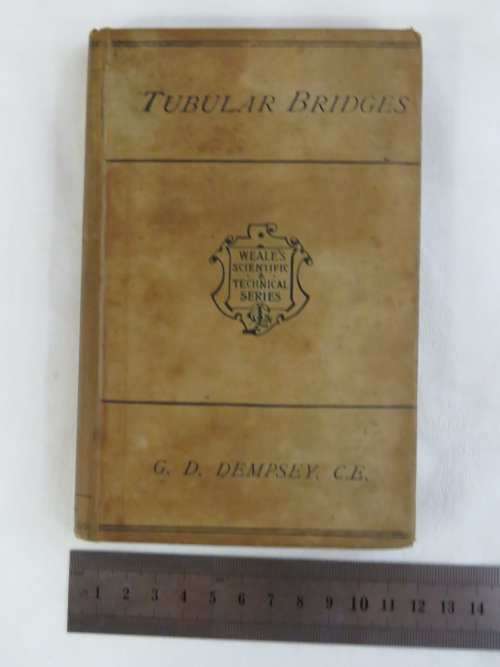 TUBULAR BRIDGES
WEALE'S
SCIENTIFIC
&
TECHNICAL
SERIES
G. D. DEMPSEY, C.E.
1 2 3 4 5 6 7 8 9 10 11 12 13 14